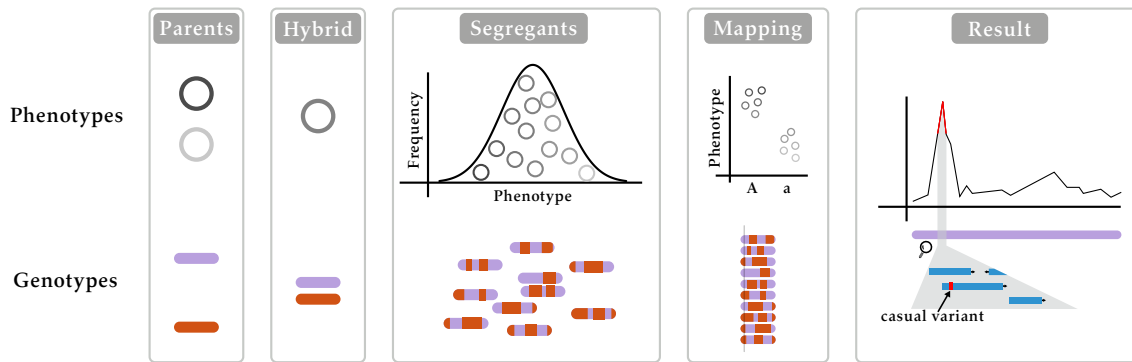 Parents
Hybrid
Segregants
Mapping
Result
Phenotypes
Frequency
Phenotype
Phenotype
A a
Genotypes
casual variant